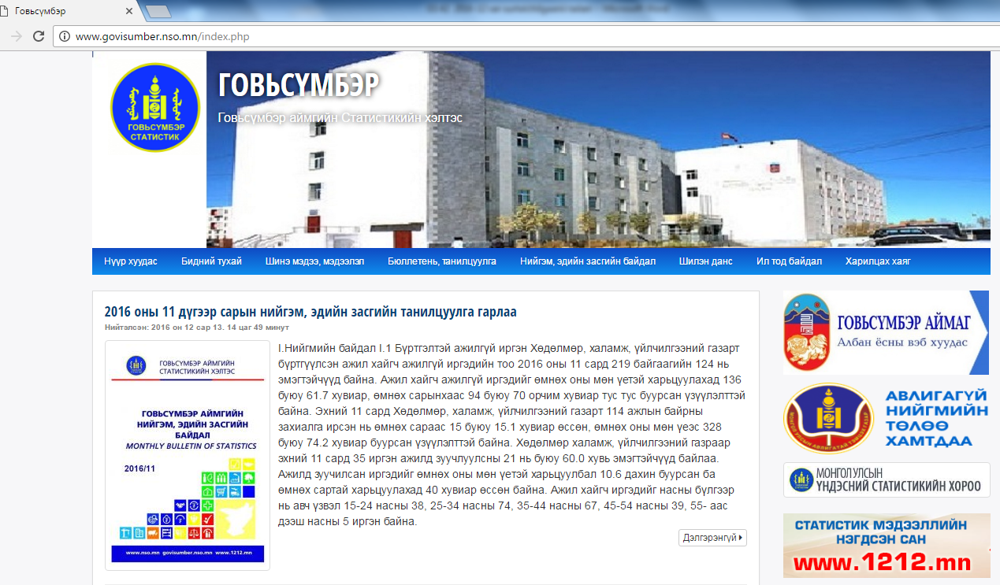 Говьсүмбэр
www.govisumber.nso.mn/index.php
ГОВЬСҮМБЭР
СТАТИСТИК
ГОВЬСҮМБЭР
Говьсүмбэр аймгийн Статистикийн хэлтэс
Нүүр хуудас Бидний тухай Шинэ мэдээ, мэдээлэл Бюллетень, танилцуулга Нийгэм, эдийн засгийн байдал Шилэн данс Ил тод байдал Харилцах хаяг
2016 оны 11 дүгээр сарын нийгэм, эдийн засгийн танилцуулга гарлаа
Нийтэлсэн: 2016 он 12 сар 13. 14 цаг 49 минут
ГОВЬСҮМБЭР АЙМГИЙН
СТАТИСТИКИЙН ХЭЛТЭС
ГОВЬСҮМБЭР АЙМГИЙН
НИЙГЭМ, ЭДИЙН ЗАСГИЙН
БАЙДАЛ
MONTHLY BULLETIN OF STATISTICS
2016/11
www.nso.mn govisumber.nso.mn www.1212.mn
I.Нийгмийн байдал I.1 Бүртгэлтэй ажилгүй иргэн Хөдөлмөр, халамж, үйлчилгээний газарт
бүртгүүлсэн ажил хайгч ажилгүй иргэдийн тоо 2016 оны 11 сард 219 байгаагийн 124 нь
эмэгтэйчүүд байна. Ажил хайгч ажилгүй иргэдийг өмнөх оны мөн үетэй харьцуулахад 136
буюу 61.7 хувиар, өмнөх сарынхаас 94 буюу 70 орчим хувиар тус тус буурсан үзүүлэлттэй
байна. Эхний 11 сард Хөдөлмөр, халамж, үйлчилгээний газарт 114 ажлын байрны
захиалга ирсэн нь өмнөх сараас 15 буюу 15.1 хувиар өссөн, өмнөх оны мөн үеэс 328
буюу 74.2 хувиар буурсан үзүүлэлттэй байна. Хөдөлмөр халамж, үйлчилгээний газраар
эхний 11 сард 35 иргэн ажилд зуучлуулсны 21 нь буюу 60.0 хувь эмэгтэйчүүд байлаа.
Ажилд зуучилсан иргэдийг өмнөх оны мөн үетэй харьцуулбал 10.6 дахин буурсан ба
өмнөх сартай харьцуулахад 40 хувиар өссөн байна. Ажил хайгч иргэдийг насны бүлгээр
нь авч үзвэл 15-24 насны 38, 25-34 насны 74, 35-44 насны 67, 45-54 насны 39, 55- аас
дээш насны 5 иргэн байна.
Дэлгэрэнгүй
ГОВЬСҮМБЭР АЙМАГ
Албан ёсны вэб хуудас
АВЛИГАГҮЙ
НИЙГМИЙН
ТӨЛӨӨ
ХАМТДАА
МОНГОЛ УЛСЫН
ҮНДЭСНИЙ СТАТИСТИКИЙН ХОРОО
СТАТИСТИК МЭДЭЭЛЛИЙН
НЭГДСЭН САН
www.1212.mn